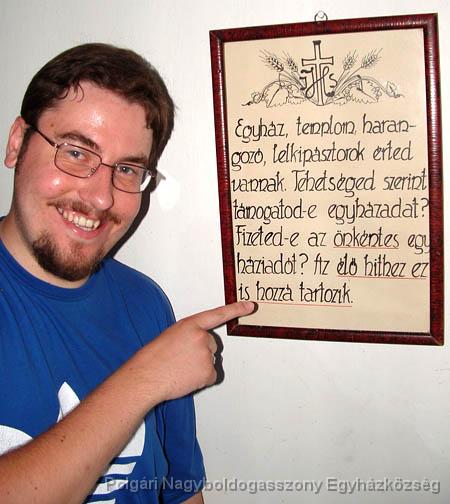 IHS
Egyház, templom, haran-
gozó, lelkipásztorok érted
vannak. Tehetséged szerint
támogatod-e egyházadat?
Fizeted-e az önkéntes egy
háziadót? Az élő hithez ez
is hozzá tartozik.
Polgári Nagyboldogasszony Egyházközség